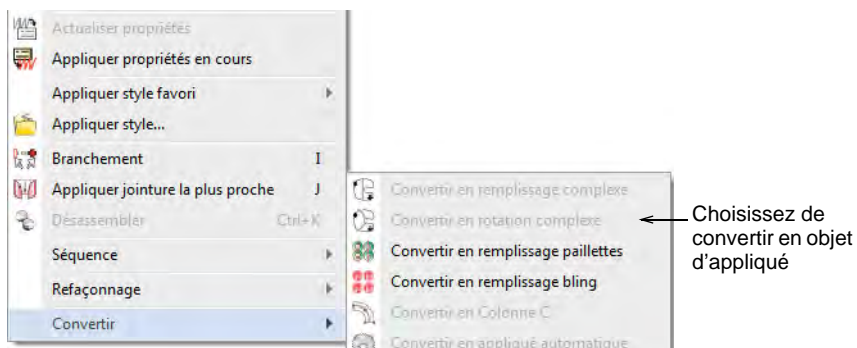 Actualiser propriétés
Appliquer propriétés en cours
Appliquer style favori
Appliquer style...
Branchement I
Appliquer jointure la plus proche J
Désassembler Ctrl+K
Séquence
Refaçonnage
Convertir
Convertir en remplissage complexe
Convertir en rotation complexe
Convertir en remplissage paillettes
Convertir en remplissage bling
Convertir en Colonne C
Convertir en appliqué automatique
Choisissez de
convertir en objet
d'appliqué